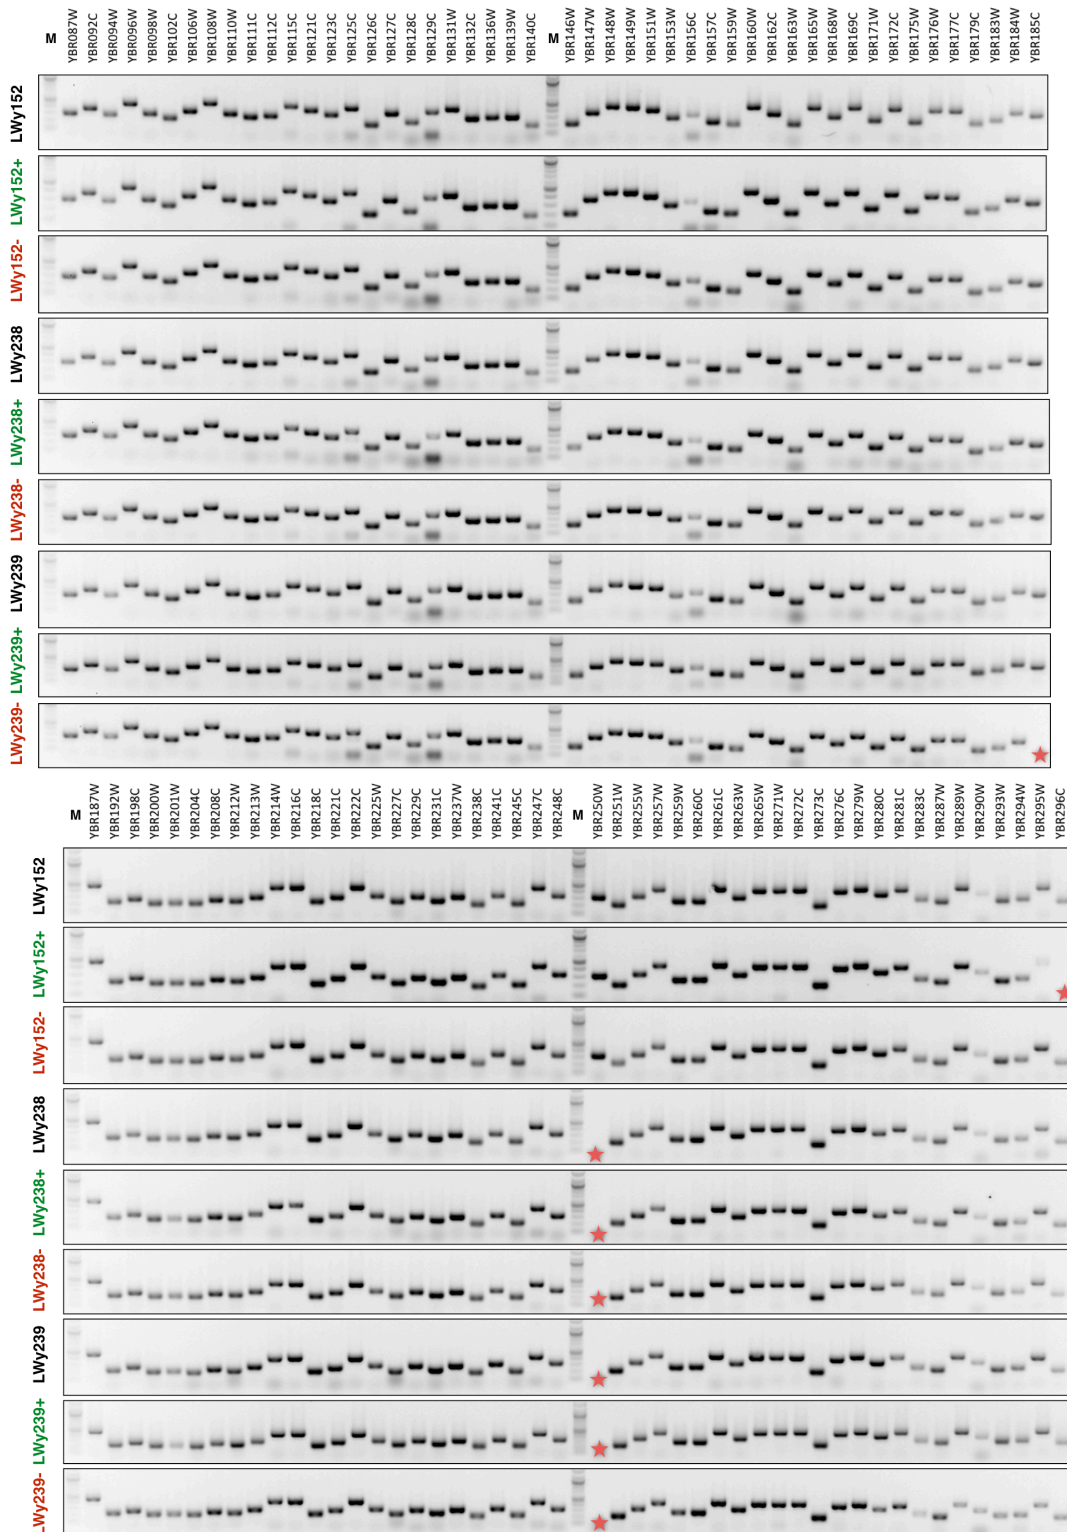 M YBR087W YBR092C YBR094W YBR096W YBR098W YBR102C YBR106W YBR108W YBR110W YBR111C YBR112C YBR115C YBR121C YBR123C YBR125C YBR126C YBR127C YBR128C YBR129C YBR131W YBR132C YBR136W YBR139W YBR140C M YBR146W YBR147W YBR148W YBR149W YBR151W YBR153W YBR156C YBR157C YBR159W YBR160W YBR162C YBR163W YBR165W YBR168W YBR169C YBR171W YBR172C YBR175W YBR176W YBR177C YBR179C YBR183W YBR184W YBR185C
LWy152
LWy152+
LWy152-
LWy238
LWy238+
LWy238-
LWy239
LWy239+
LWy239-
M YBR187W YBR192W YBR198C YBR200W YBR201W YBR204C YBR208C YBR212W YBR213W YBR214W YBR216C YBR218C YBR221C YBR222C YBR225W YBR227C YBR229C YBR231C YBR237W YBR238C YBR241C YBR245C YBR247C YBR248C M YBR250W YBR251W YBR255W YBR257W YBR259W YBR260C YBR261C YBR263W YBR265W YBR271W YBR272C YBR273C YBR276C YBR279W YBR280C YBR281C YBR283C YBR287W YBR289W YBR290W YBR293W YBR294W YBR295W YBR296C
LWy152
LWy152+
LWy152-
LWy238
LWy238+
LWy238-
LWy239
LWy239+
LWy239-